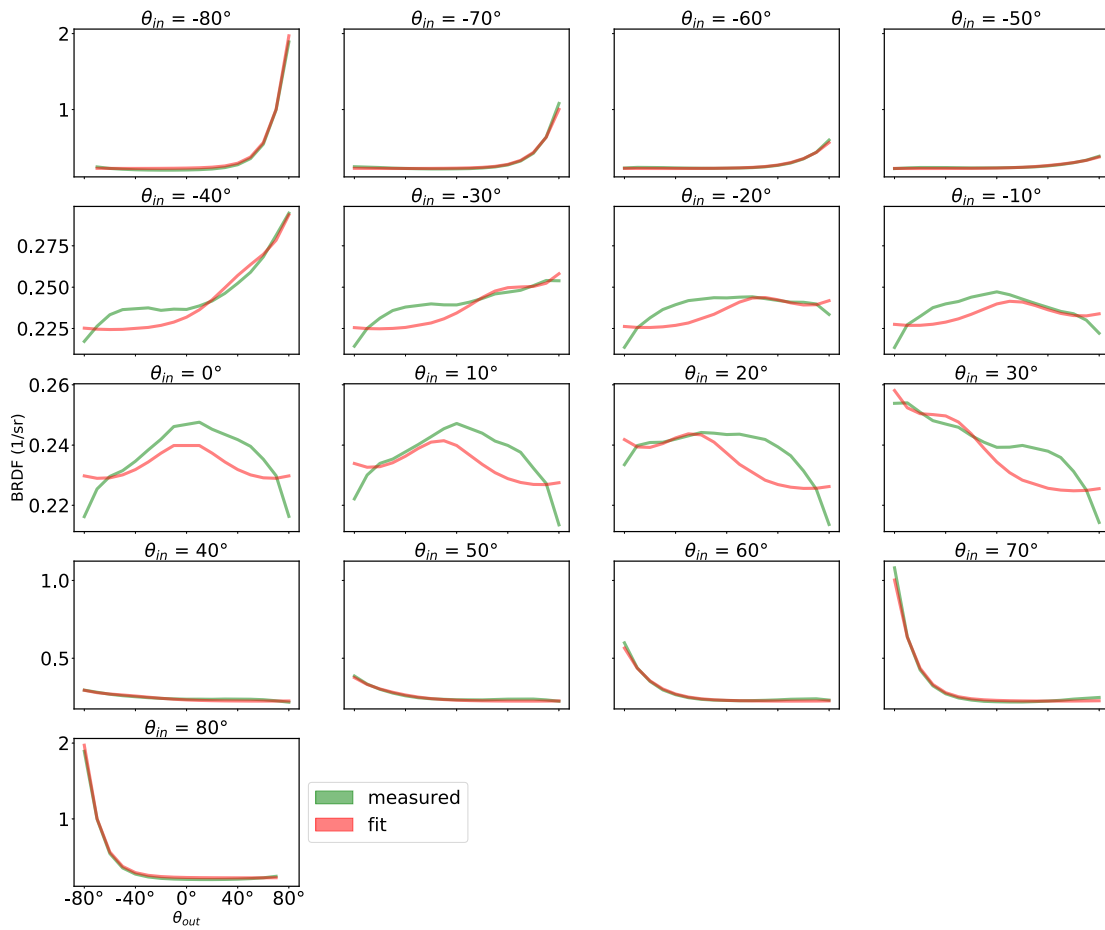 θin = -80° θin = -70° θin = -60° θin = -50°
2
1
θin = -40° θin = -30° θin = -20° θin = -10°
0.275
0.250
0.225
θin = 0° θin = 10° θin = 20° θin = 30°
0.26
0.24
0.22
BRDF (1/sr)
θin = 40° θin = 50° θin = 60° θin = 70°
1.0
0.5
θin = 80°
2
1
measured
fit
-80° -40° 0° 40° 80°
θout